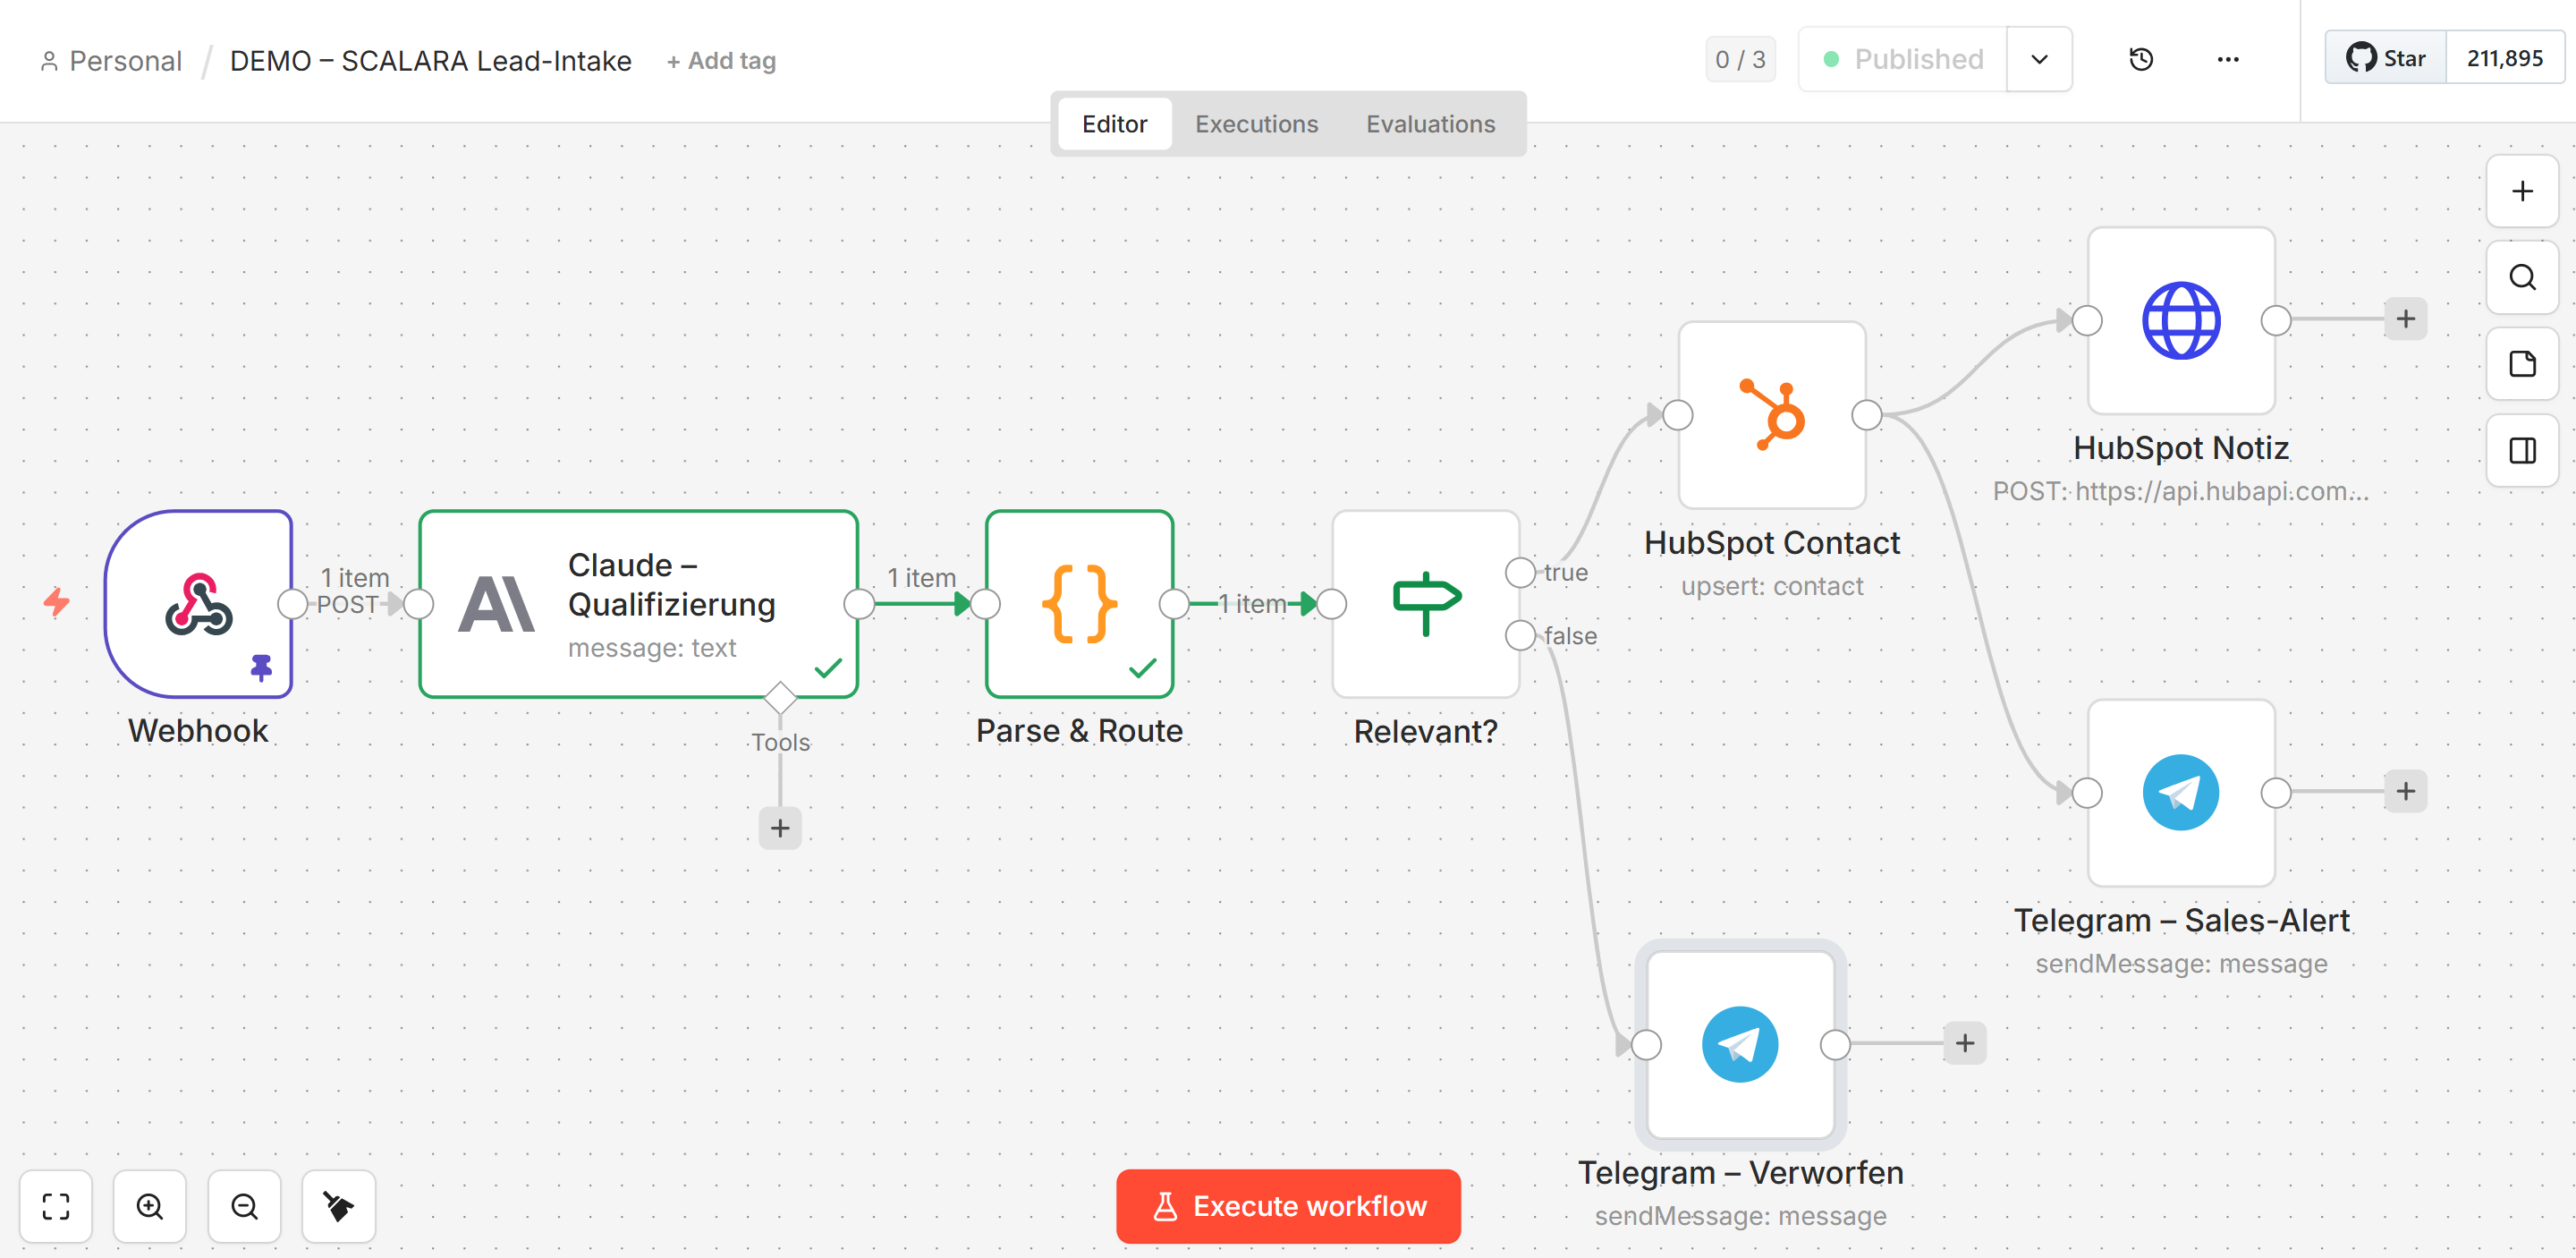 Personal / DEMO – SCALARA Lead-Intake + Add tag
0 / 3 Published ... Star 211,895
Editor Executions Evaluations
HubSpot Notiz
POST: https://api.hubapi.com...
HubSpot Contact
upsert: contact
1 item
POST
Claude –
Qualifizierung
message: text
1 item
1 item
true
false
Webhook
Tools
Parse & Route
Relevant?
Telegram – Sales-Alert
sendMessage: message
Telegram – Verworfen
sendMessage: message
Execute workflow